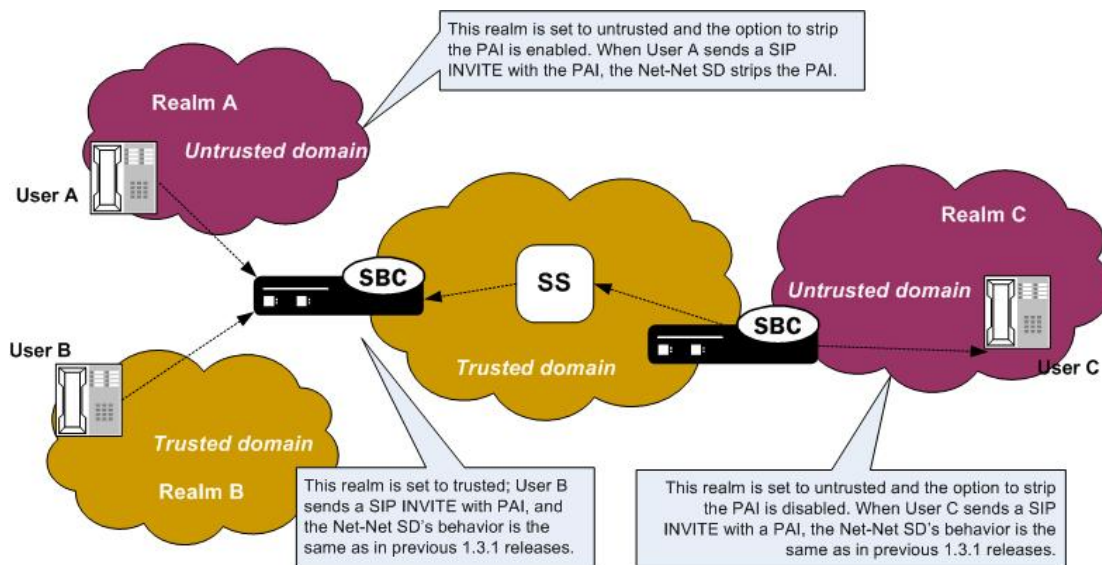 This realm is set to untrusted and the option to strip
the PAI is enabled. When User A sends a SIP
INVITE with the PAI, the Net-Net SD strips the PAI.
Realm A
Untrusted domain
User A
SBC
SS
Realm C
Untrusted domain
SBC
User C
User B
Trusted domain
Trusted domain
Realm B
This realm is set to trusted; User B
sends a SIP INVITE with PAI, and
the Net-Net SD's behavior is the
same as in previous 1.3.1 releases.
This realm is set to untrusted and the option to strip
the PAI is disabled. When User C sends a SIP
INVITE with a PAI, the Net-Net SD's behavior is the
same as in previous 1.3.1 releases.